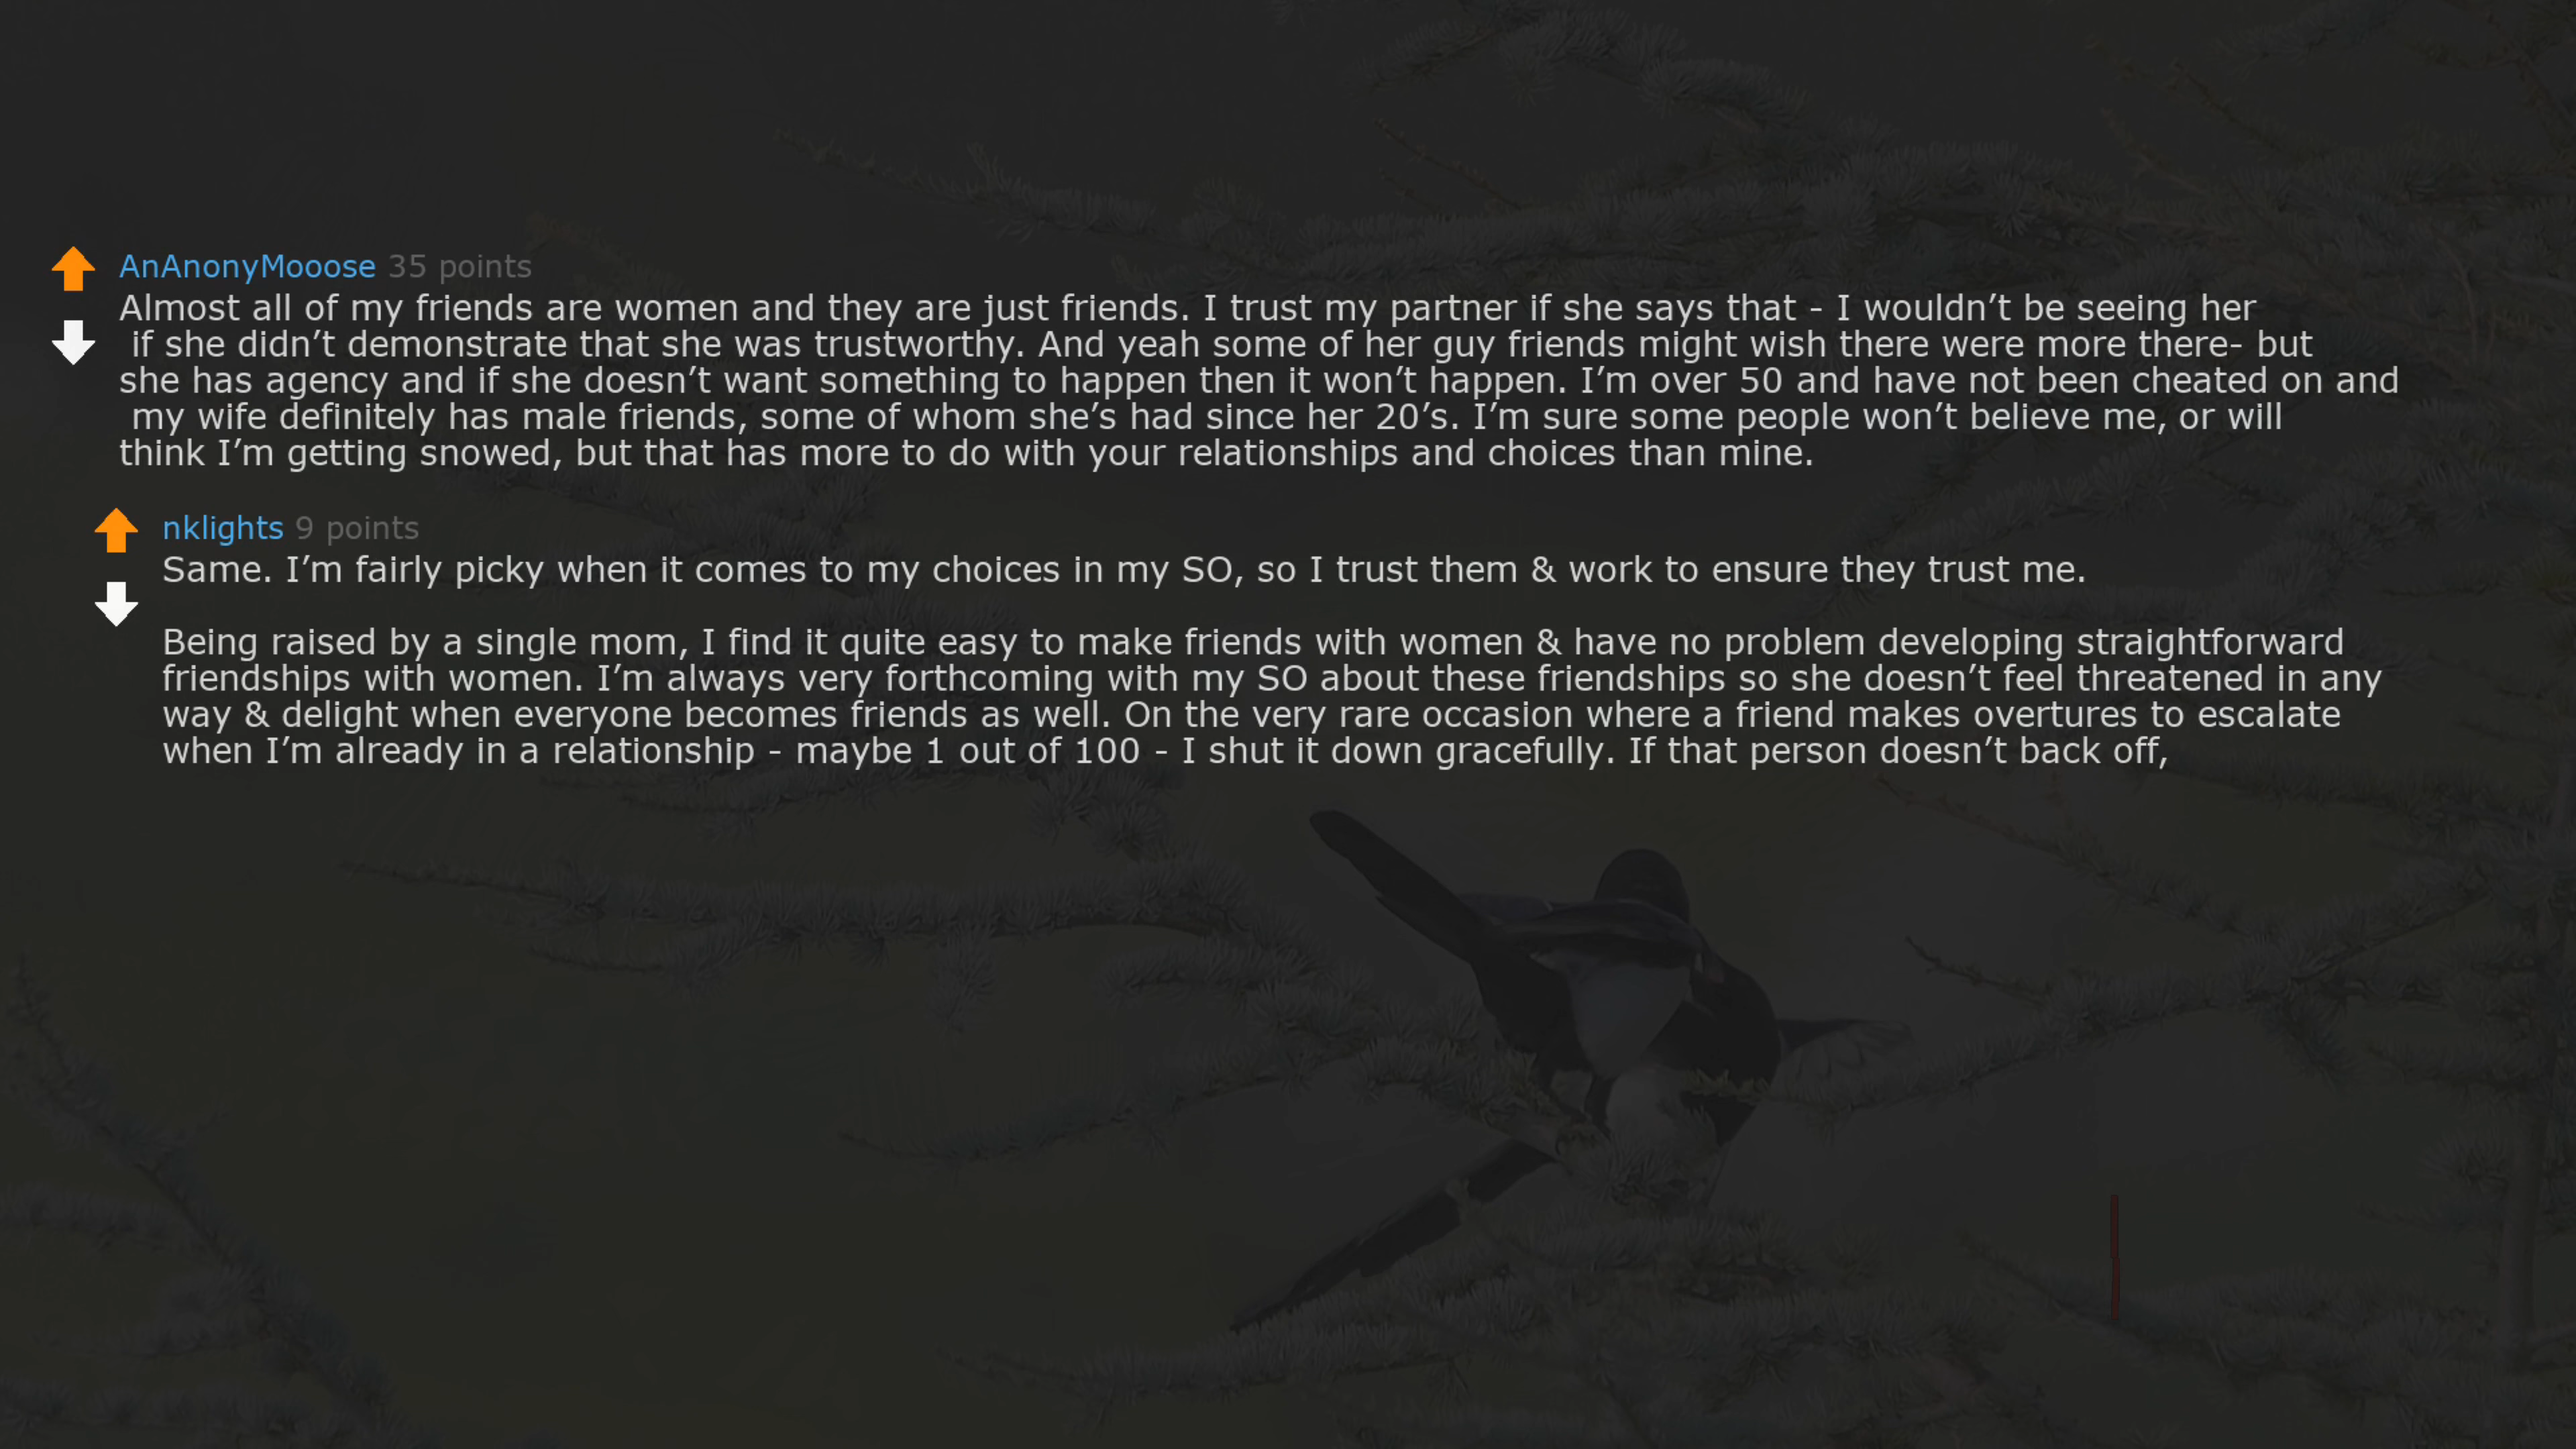 AnAnonyMooose 35 points
Almost all of my friends are women and they are just friends. I trust my partner if she says that - I wouldn’t be seeing her
if she didn’t demonstrate that she was trustworthy. And yeah some of her guy friends might wish there were more there- but
she has agency and if she doesn’t want something to happen then it won’t happen. I’m over 50 and have not been cheated on and
my wife definitely has male friends, some of whom she’s had since her 20’s. I’m sure some people won’t believe me, or will
think I’m getting snowed, but that has more to do with your relationships and choices than mine.
nklights 9 points
Same. I’m fairly picky when it comes to my choices in my SO, so I trust them & work to ensure they trust me.
Being raised by a single mom, I find it quite easy to make friends with women & have no problem developing straightforward
friendships with women. I’m always very forthcoming with my SO about these friendships so she doesn’t feel threatened in any
way & delight when everyone becomes friends as well. On the very rare occasion where a friend makes overtures to escalate
when I’m already in a relationship - maybe 1 out of 100 - I shut it down gracefully. If that person doesn’t back off,